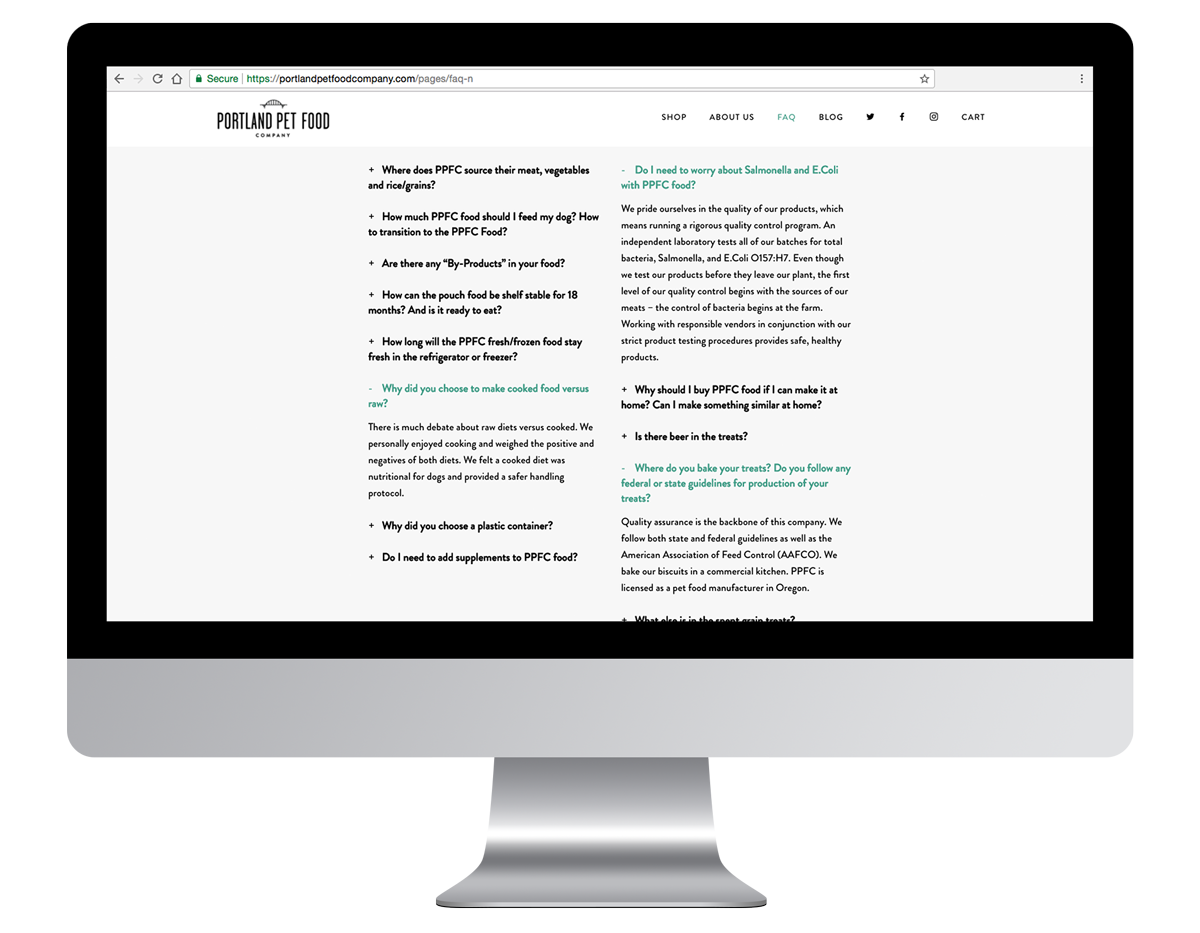 Secure | https://portlandpetfoodcompany.com/pages/faq-n
PORTLAND PET FOOD
COMPANY
SHOP ABOUT US FAQ BLOG CART
+ Where does PPFC source their meat, vegetables
and rice/grains?
+ How much PPFC food should I feed my dog? How
to transition to the PPFC Food?
+ Are there any “By-Products” in your food?
+ How can the pouch food be shelf stable for 18
months? And is it ready to eat?
+ How long will the PPFC fresh/frozen food stay
fresh in the refrigerator or freezer?
- Why did you choose to make cooked food versus
raw?
There is much debate about raw diets versus cooked. We
personally enjoyed cooking and weighed the positive and
negatives of both diets. We felt a cooked diet was
nutritional for dogs and provided a safer handling
protocol.
+ Why did you choose a plastic container?
+ Do I need to add supplements to PPFC food?
- Do I need to worry about Salmonella and E.Coli
with PPFC food?
We pride ourselves in the quality of our products, which
means running a rigorous quality control program. An
independent laboratory tests all of our batches for total
bacteria, Salmonella, and E.Coli O157:H7. Even though
we test our products before they leave our plant, the first
level of our quality control begins with the sources of our
meats – the control of bacteria begins at the farm.
Working with responsible vendors in conjunction with our
strict product testing procedures provides safe, healthy
products.
+ Why should I buy PPFC food if I can make it at
home? Can I make something similar at home?
+ Is there beer in the treats?
- Where do you bake your treats? Do you follow any
federal or state guidelines for production of your
treats?
Quality assurance is the backbone of this company. We
follow both state and federal guidelines as well as the
American Association of Feed Control (AAFCO). We
bake our biscuits in a commercial kitchen. PPFC is
licensed as a pet food manufacturer in Oregon.
+ What else is in the spent grain treats?